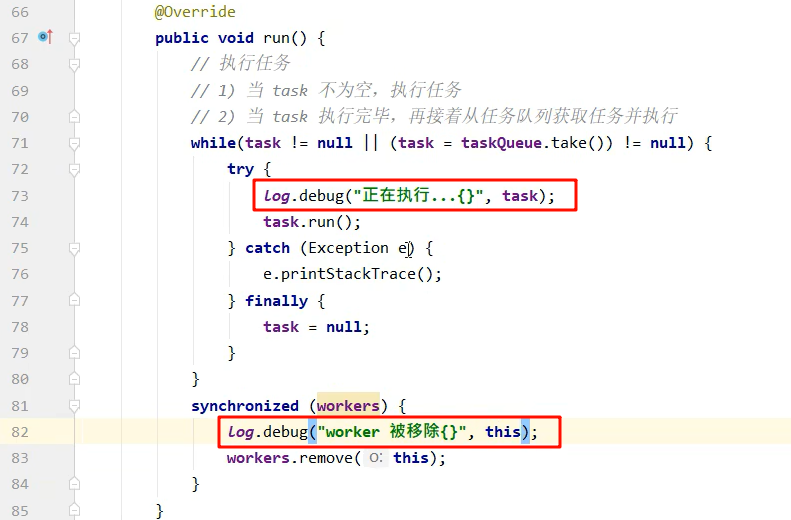 66 @Override
67 public void run() {
68 // 执行任务
69 // 1) 当 task 不为空，执行任务
70 // 2) 当 task 执行完毕，再接着从任务队列获取任务并执行
71 while(task != null || (task = taskQueue.take()) != null) {
72 try {
73 log.debug("正在执行...{}", task);
74 task.run();
75 } catch (Exception e) {
76 e.printStackTrace();
77 } finally {
78 task = null;
79 }
80 }
81 synchronized (workers) {
82 log.debug("worker 被移除{}", this);
83 workers.remove( o: this);
84 }
85 }